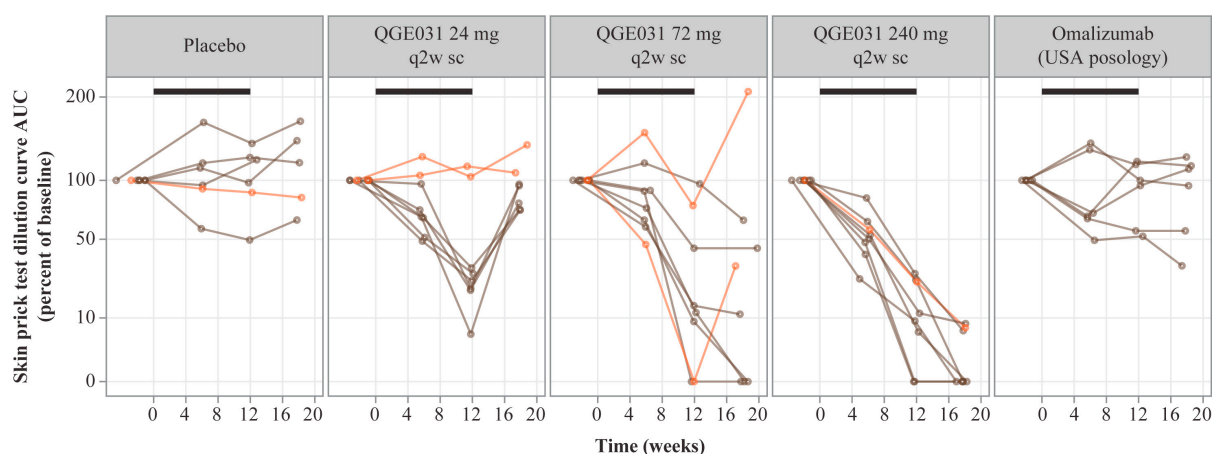 Placebo
QGE031 24 mg
q2w sc
QGE031 72 mg
q2w sc
QGE031 240 mg
q2w sc
Omalizumab
(USA posology)
Skin prick test dilution curve AUC
(percent of baseline)
200
100
50
10
0
0 4 8 12 16 20
0 4 8 12 16 20
0 4 8 12 16 20
0 4 8 12 16 20
0 4 8 12 16 20
Time (weeks)